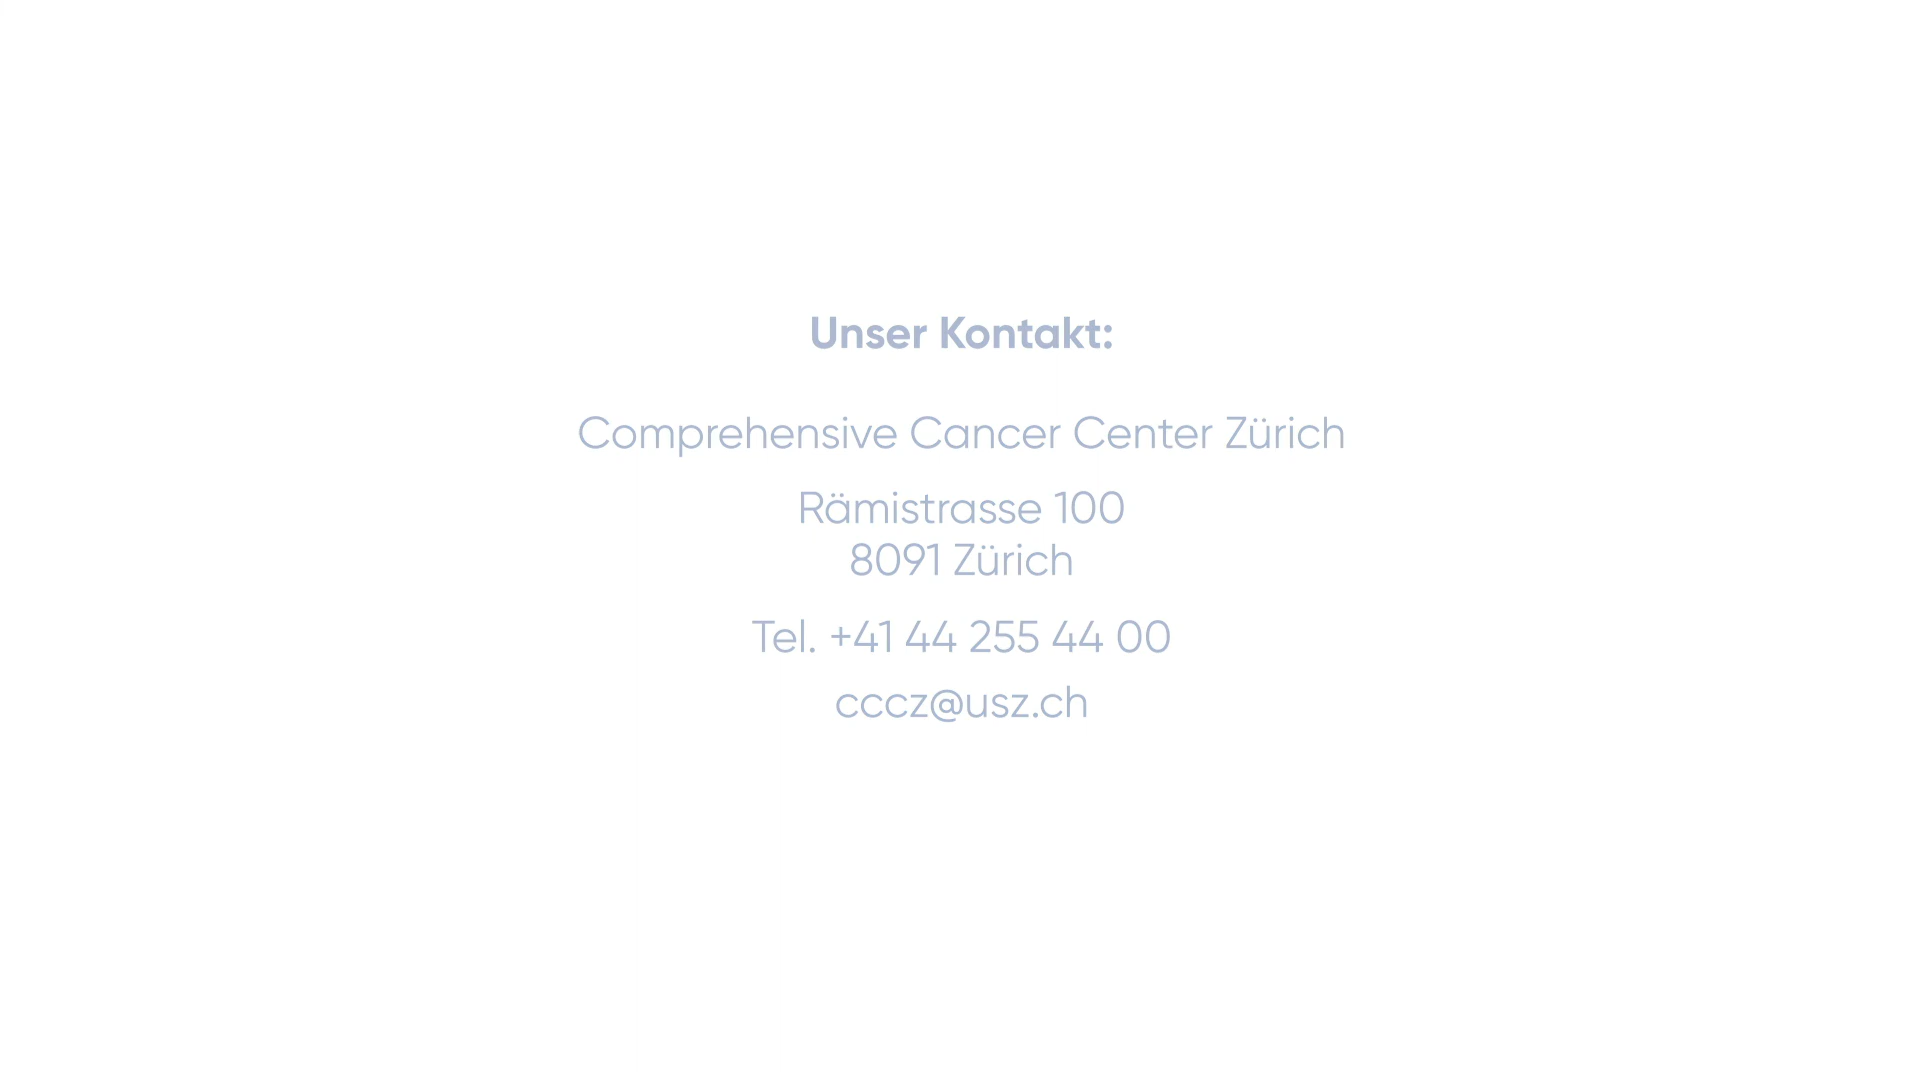 Unser Kontakt:
Comprehensive Cancer Center Zürich
Rämistrasse 100
8091 Zürich
Tel. +41 44 255 44 00
cccz@usz.ch